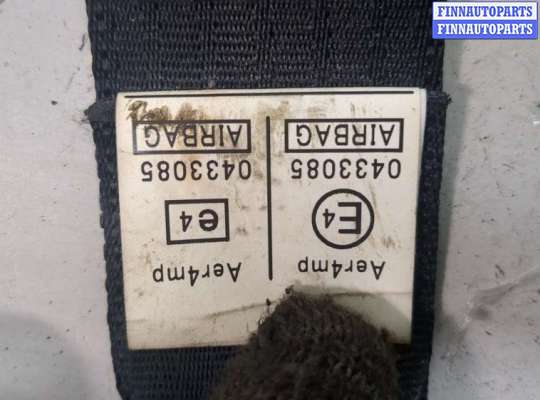 FINNAUTOPARTS
FINNAUTOPARTS
Aer4mp
E4
0433085
AIRBAG
Aer4mp
e4
0433085
AIRBAG